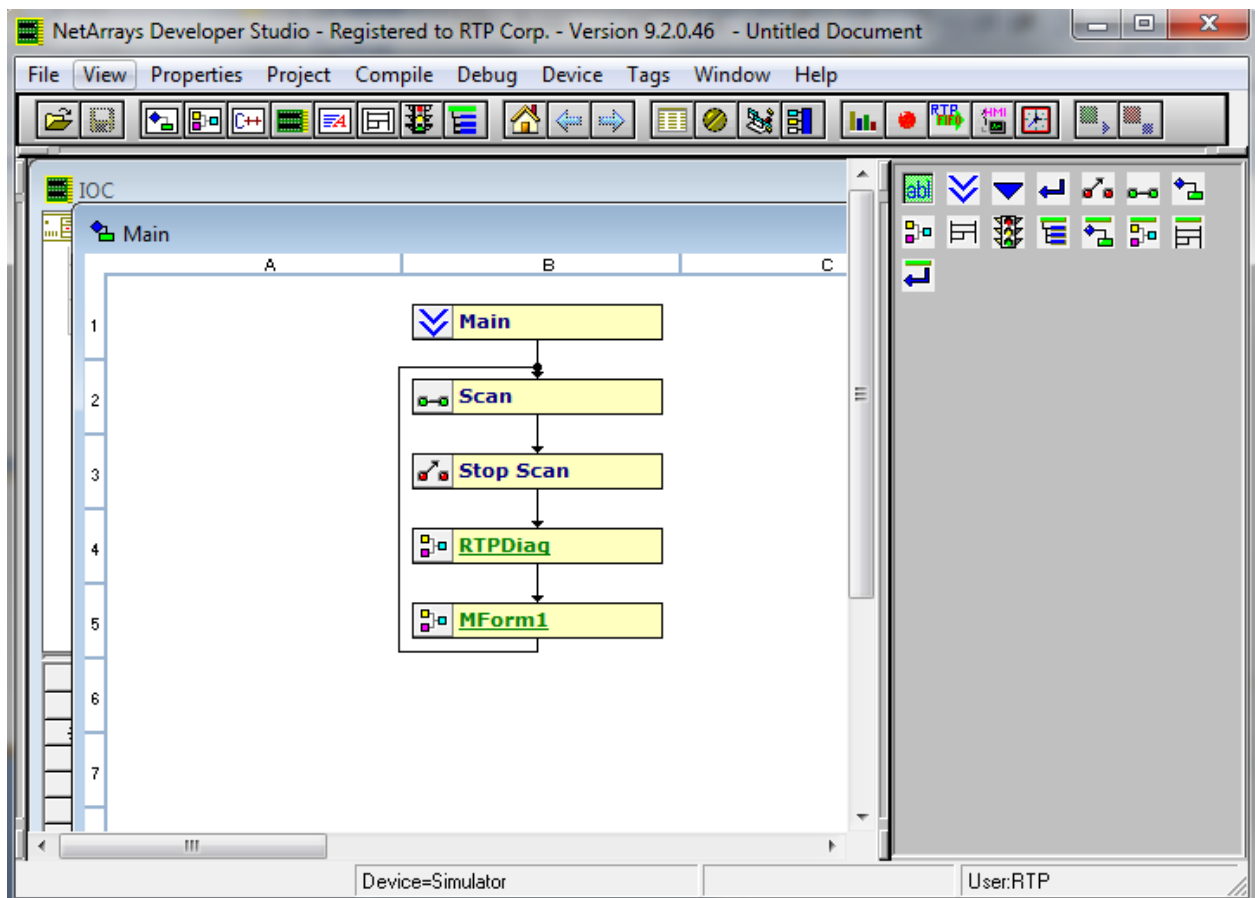 NetArrays Developer Studio - Registered to RTP Corp. - Version 9.2.0.46 - Untitled Document
File View Properties Project Compile Debug Device Tags Window Help
C++ A RTP FIFO HMI
IOC
abl
Main
A B C
1 Main
2 Scan
3 Stop Scan
4 RTPDiag
5 MForm1
6
7
Device=Simulator User:RTP